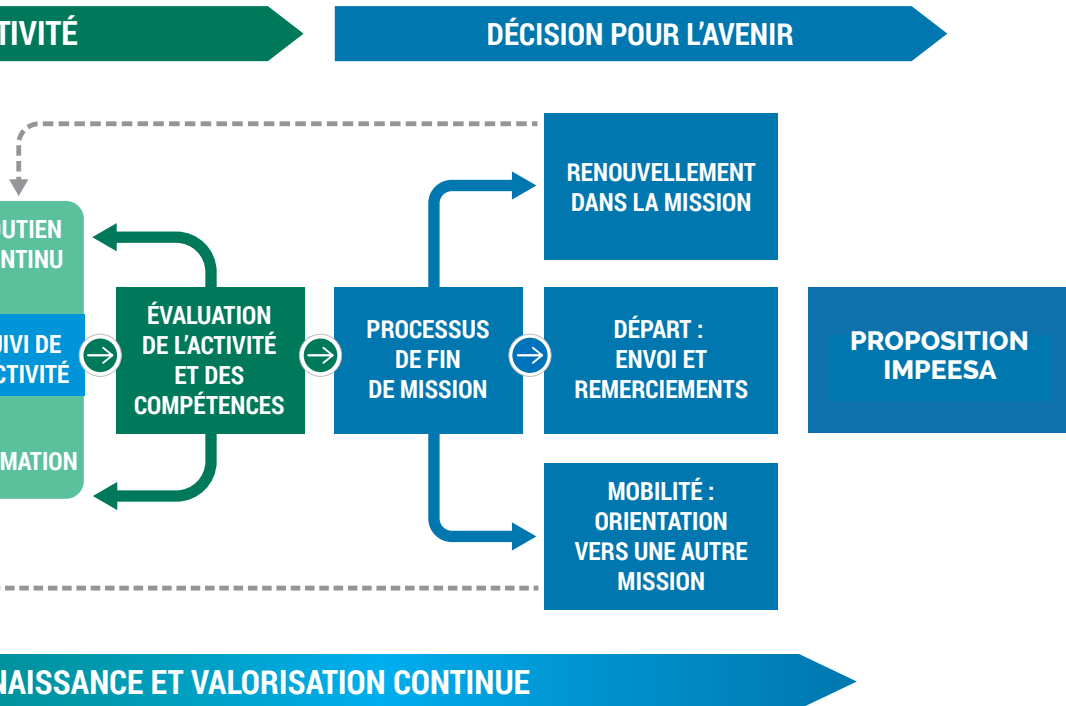 TIVITÉ
DÉCISION POUR L'AVENIR
RENOUVELLEMENT
DANS LA MISSION
OUTIEN
NTINU
UIVI DE
CTIVITÉ
MATION
ÉVALUATION
DE L'ACTIVITÉ
ET DES
COMPÉTENCES
PROCESSUS
DE FIN
DE MISSION
DÉPART :
ENVOI ET
REMERCIEMENTS
PROPOSITION
IMPEESA
MOBILITÉ :
ORIENTATION
VERS UNE AUTRE
MISSION
NAISSANCE ET VALORISATION CONTINUE